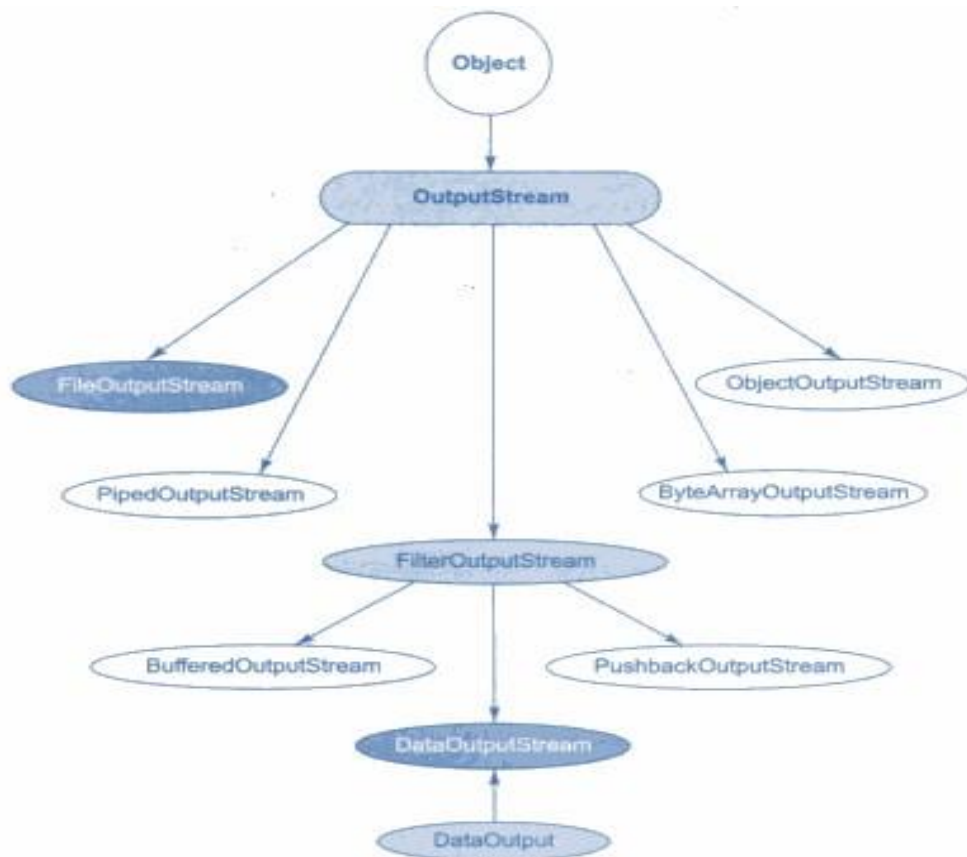 Object
OutputStream
FileOutputStream
ObjectOutputStream
PipedOutputStream
ByteArrayOutputStream
FilterOutputStream
BufferedOutputStream
PushbackOutputStream
DataOutputStream
DataOutput